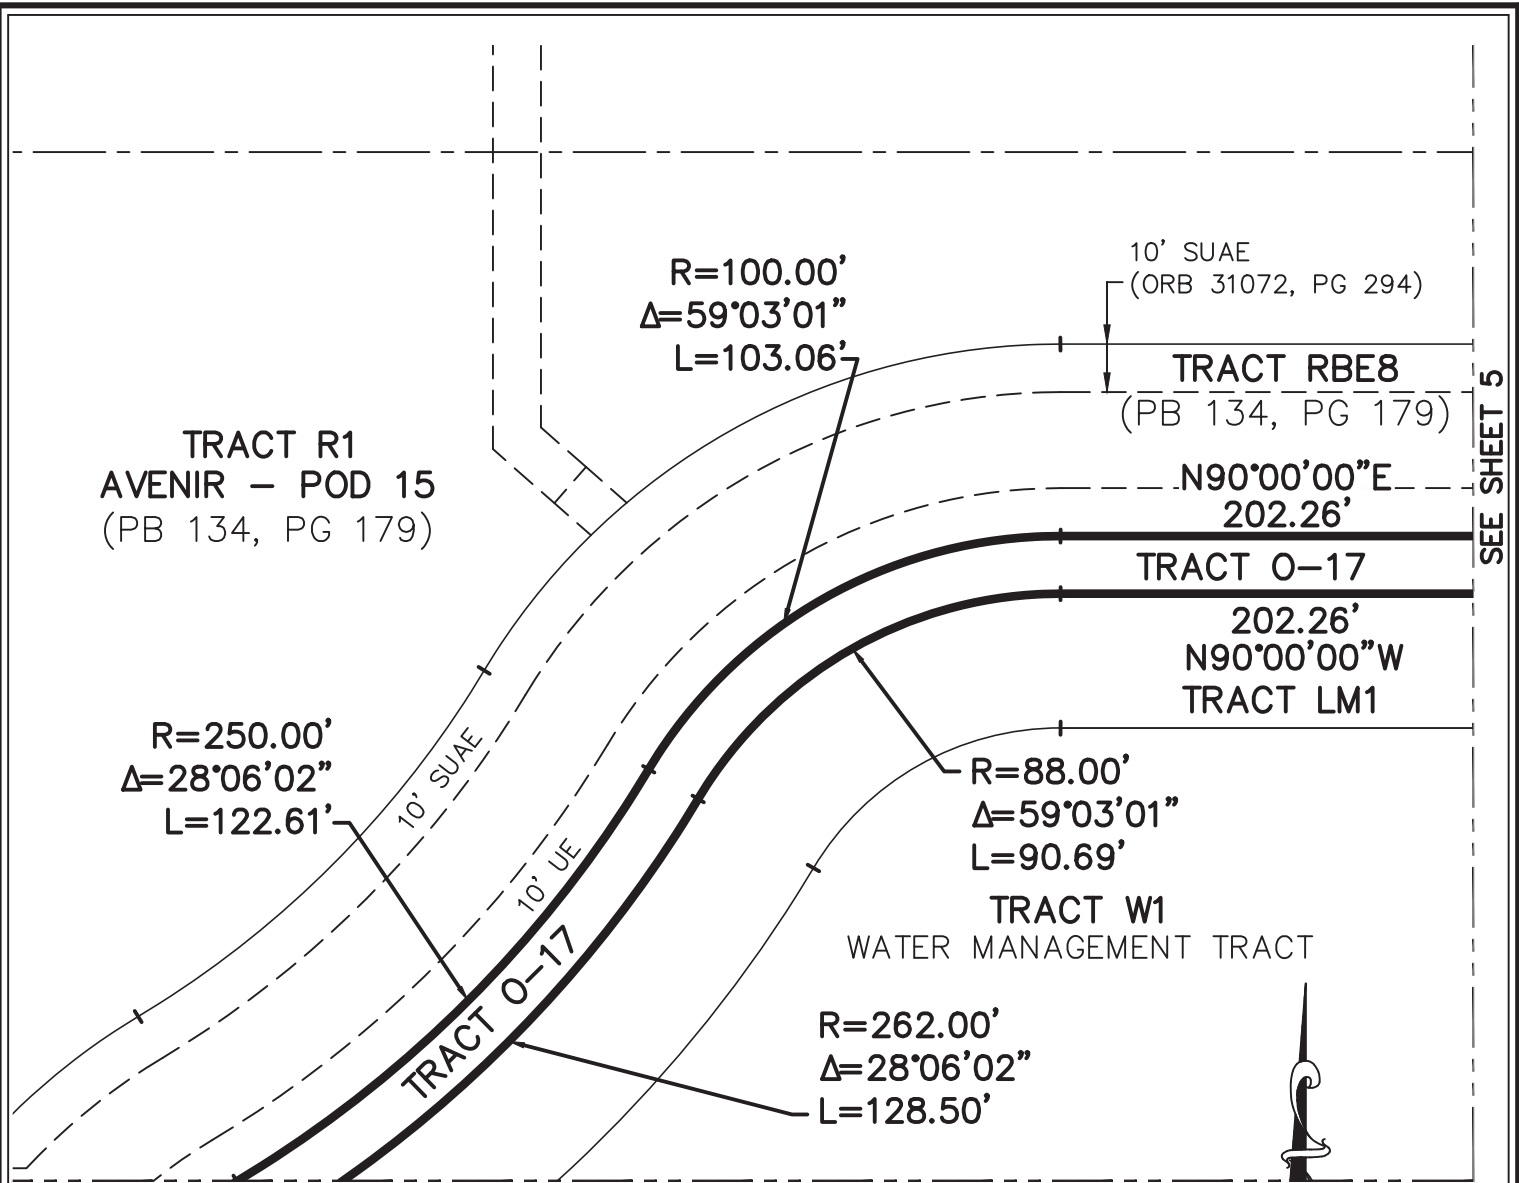 10' SUAE
(ORB 31072, PG 294)
R=100.00'
Δ=59°03'01"
L=103.06'
TRACT RBE8
(PB 134, PG 179)
SEE SHEET 5
TRACT R1
AVENIR – POD 15
(PB 134, PG 179)
N90°00'00"E
202.26'
TRACT O-17
202.26'
N90°00'00"W
TRACT LM1
R=250.00'
Δ=28°06'02"
L=122.61'
10' SUAE
10' UE
R=88.00'
Δ=59°03'01"
L=90.69'
TRACT W1
WATER MANAGEMENT TRACT
TRACT O-17
R=262.00'
Δ=28°06'02"
L=128.50'